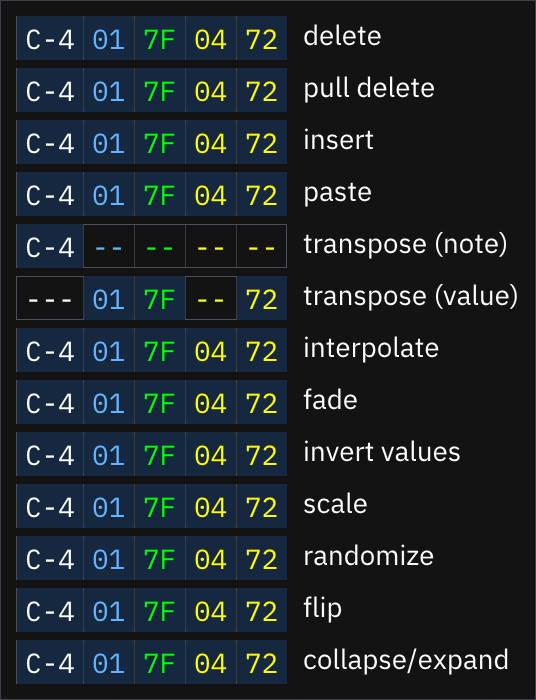 C-4 01 7F 04 72 delete
C-4 01 7F 04 72 pull delete
C-4 01 7F 04 72 insert
C-4 01 7F 04 72 paste
C-4 -- -- -- -- transpose (note)
--- 01 7F -- 72 transpose (value)
C-4 01 7F 04 72 interpolate
C-4 01 7F 04 72 fade
C-4 01 7F 04 72 invert values
C-4 01 7F 04 72 scale
C-4 01 7F 04 72 randomize
C-4 01 7F 04 72 flip
C-4 01 7F 04 72 collapse/expand